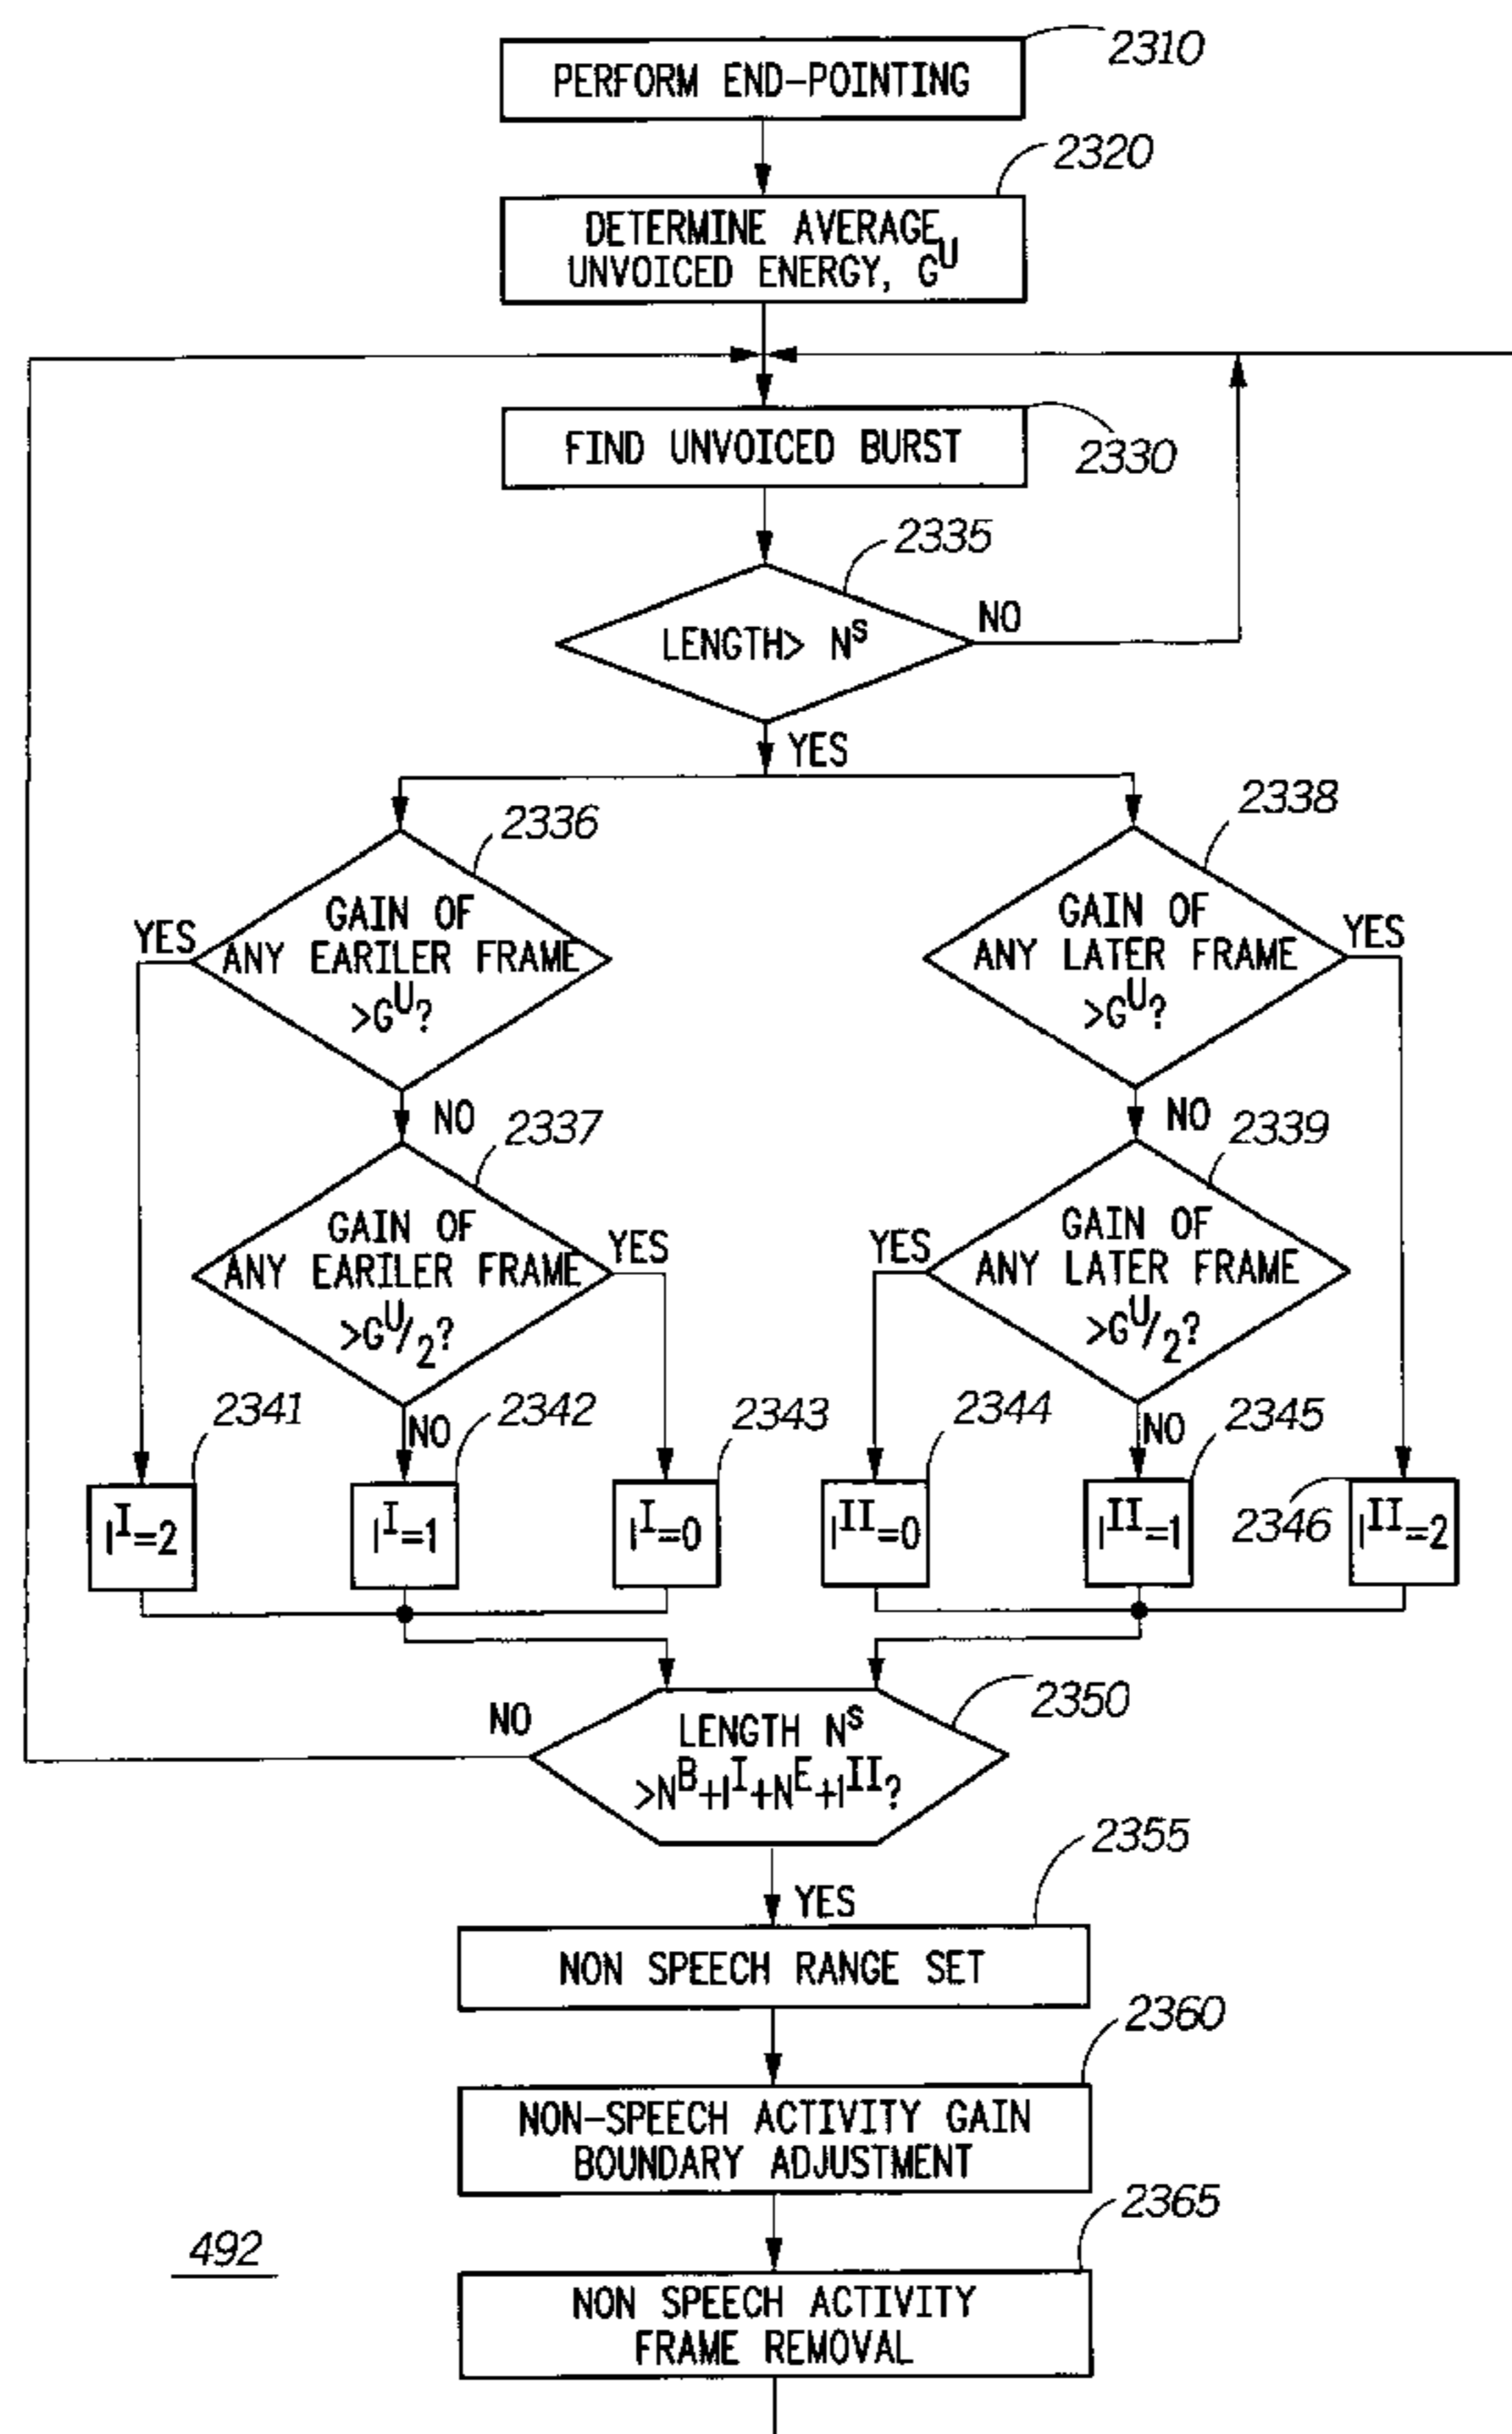 2310
PERFORM END-POINTING
2320
DETERMINE AVERAGE
UNVOICED ENERGY, G^U
FIND UNVOICED BURST
2330
2335
LENGTH> N^S
NO
YES
2336
2338
GAIN OF
ANY EARILER FRAME
>G^U?
YES
GAIN OF
ANY LATER FRAME
>G^U?
YES
NO
2337
NO
2339
GAIN OF
ANY EARILER FRAME
>G^U/2?
YES
YES
GAIN OF
ANY LATER FRAME
>G^U/2?
2341
NO
2342
2343
2344
NO
2345
I^I=2
I^I=1
I^I=0
I^II=0
I^II=1
2346
I^II=2
NO
LENGTH N^S
>N^B+I^I+N^E+I^II?
2350
2355
YES
NON SPEECH RANGE SET
2360
NON-SPEECH ACTIVITY GAIN
BOUNDARY ADJUSTMENT
2365
492
NON SPEECH ACTIVITY
FRAME REMOVAL